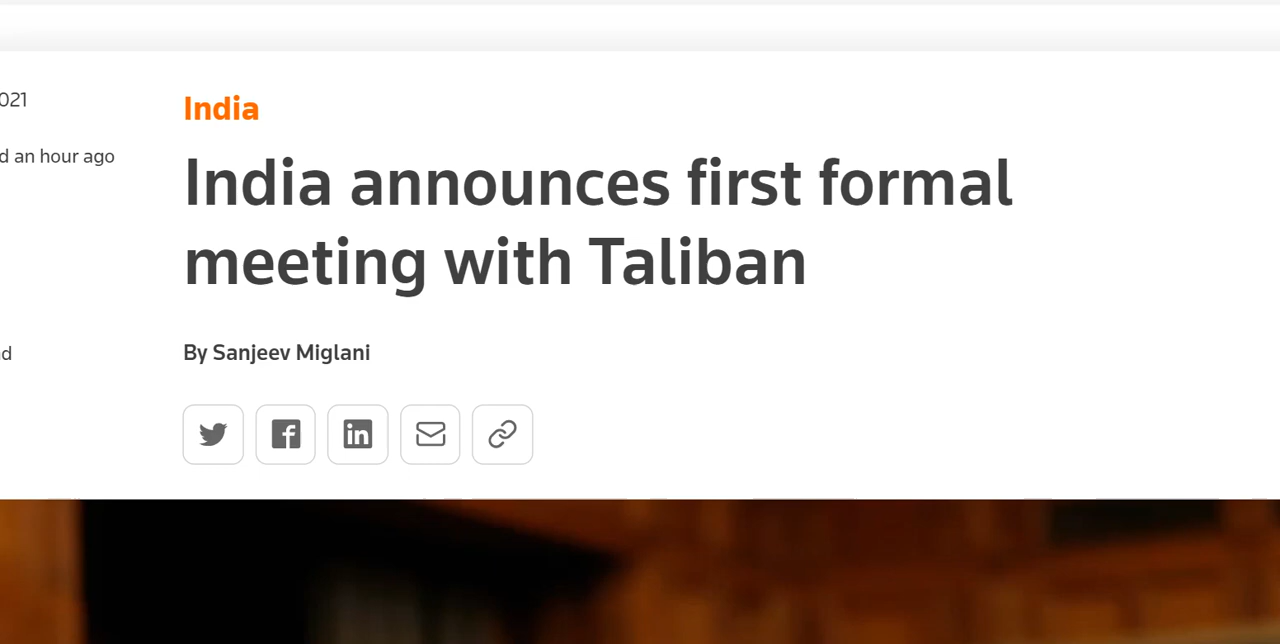 021
India
d an hour ago
India announces first formal
meeting with Taliban
d
By Sanjeev Miglani